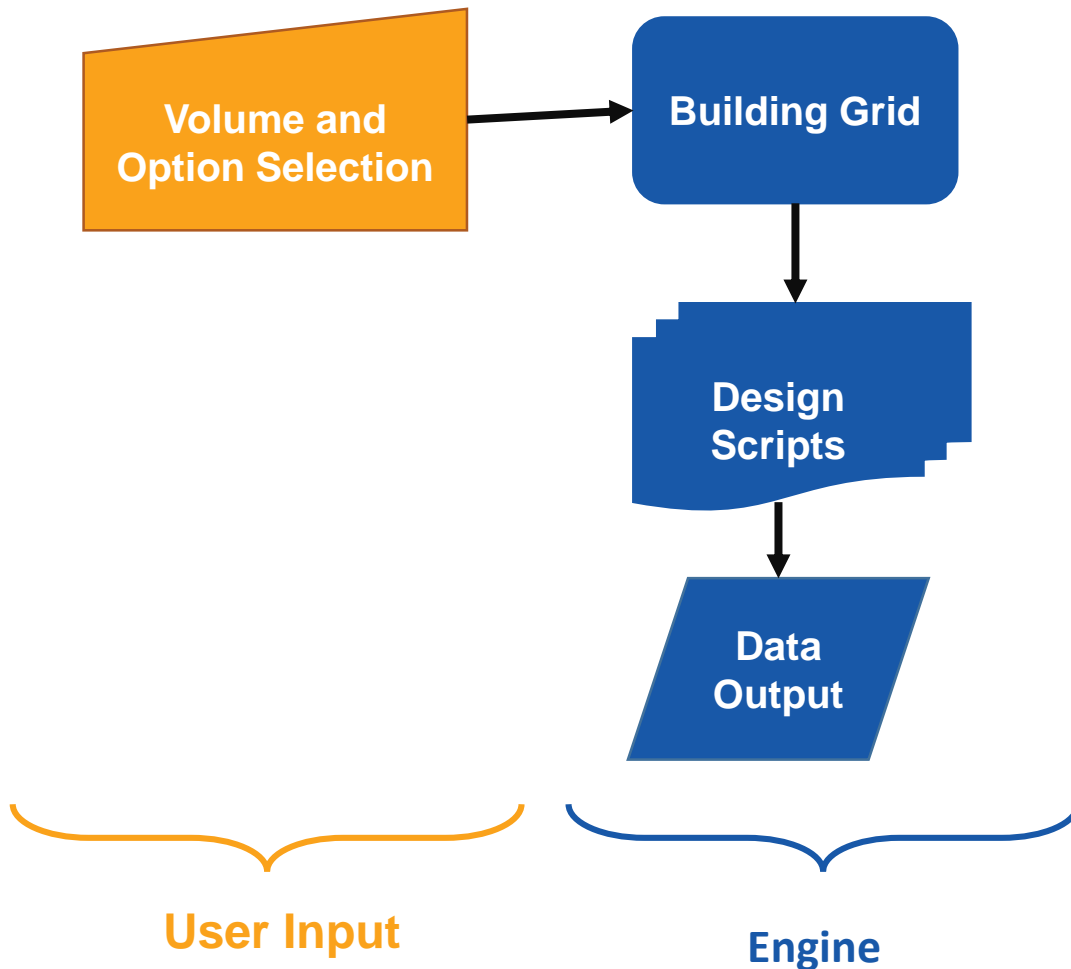 Volume and
Option Selection
Building Grid
Design
Scripts
Data
Output
User Input
Engine